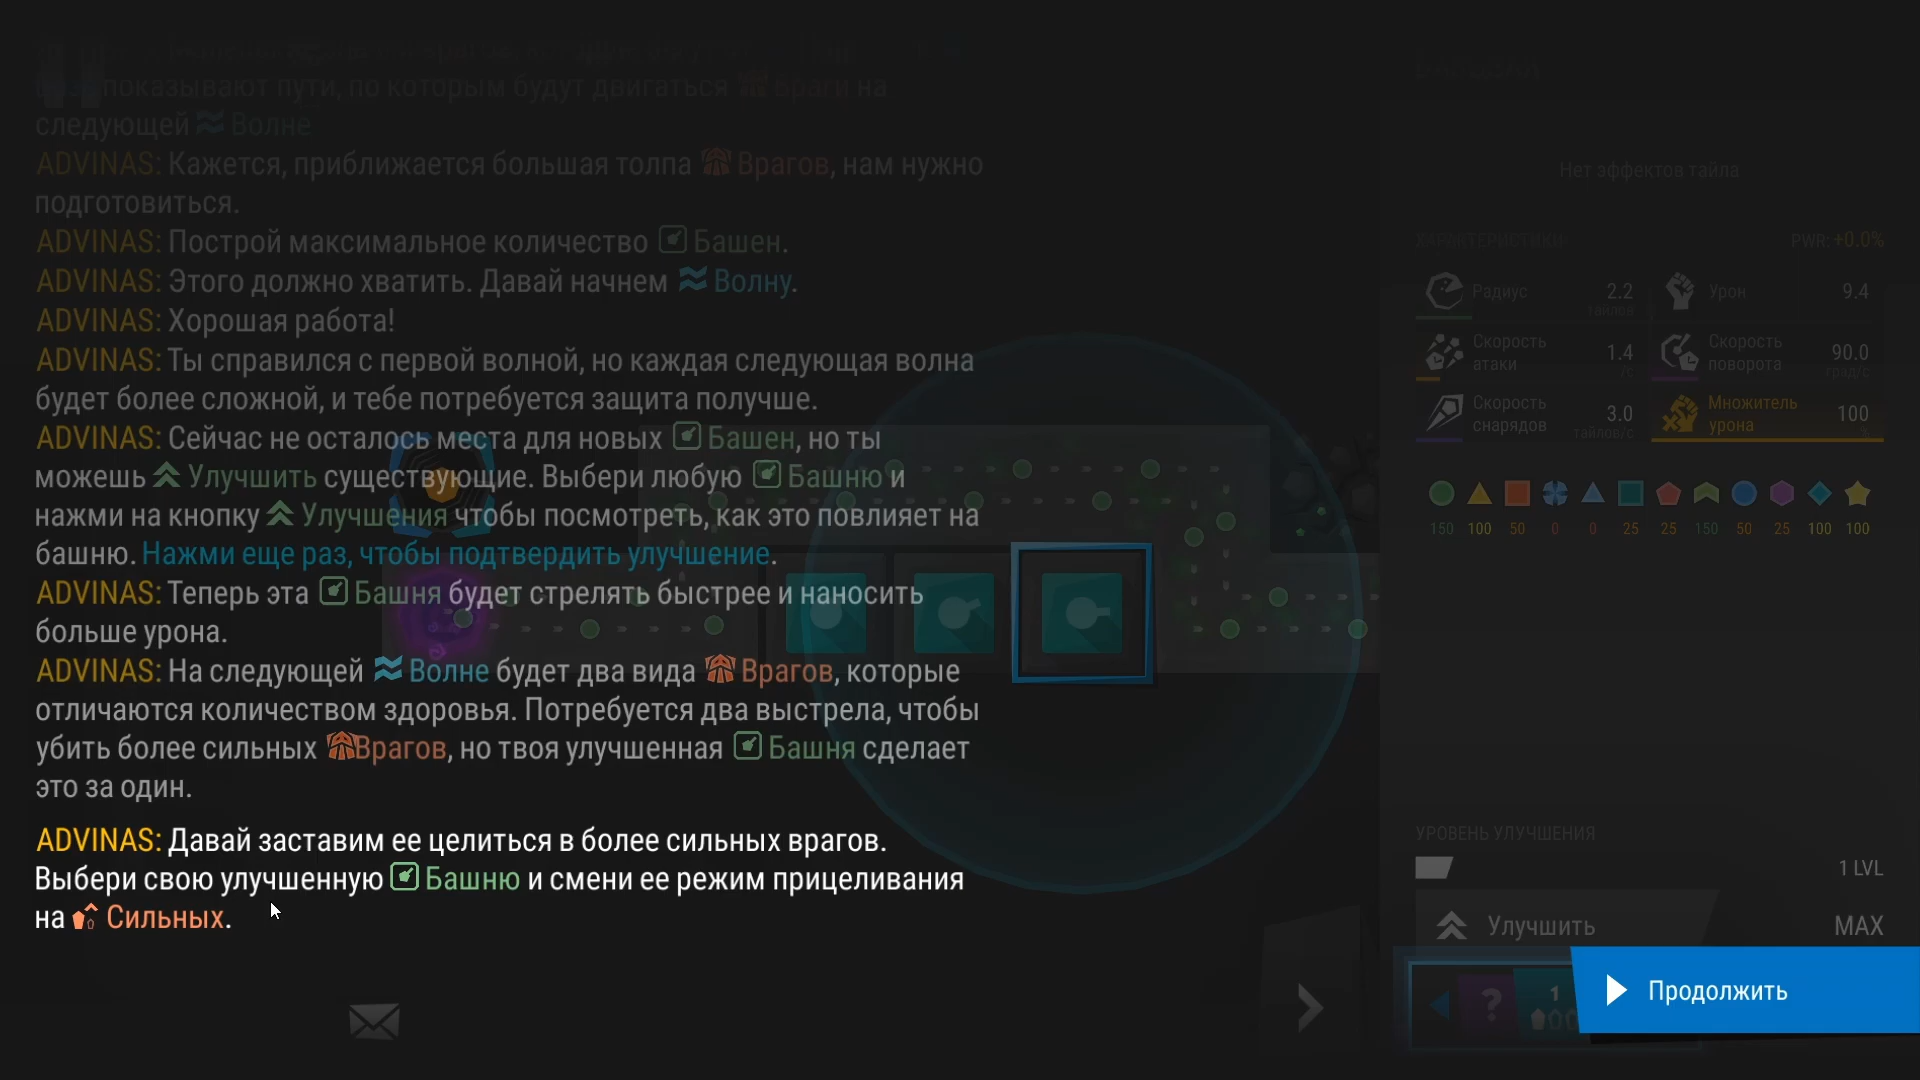 показывают пути, по которым будут двигаться Враги на
следующей Волне
ADVINAS: Кажется, приближается большая толпа Врагов, нам нужно
подготовиться.
ADVINAS: Построй максимальное количество Башен.
ADVINAS: Этого должно хватить. Давай начнем Волну.
ADVINAS: Хорошая работа!
ADVINAS: Ты справился с первой волной, но каждая следующая волна
будет более сложной, и тебе потребуется защита получше.
ADVINAS: Сейчас не осталось места для новых Башен, но ты
можешь Улучшить существующие. Выбери любую Башню и
нажми на кнопку Улучшения чтобы посмотреть, как это повлияет на
башню. Нажми еще раз, чтобы подтвердить улучшение.
ADVINAS: Теперь эта Башня будет стрелять быстрее и наносить
больше урона.
ADVINAS: На следующей Волне будет два вида Врагов, которые
отличаются количеством здоровья. Потребуется два выстрела, чтобы
убить более сильных Врагов, но твоя улучшенная Башня сделает
это за один.
ADVINAS: Давай заставим ее целиться в более сильных врагов.
Выбери свою улучшенную Башню и смени ее режим прицеливания
на Сильных.
Нет эффектов тайла
ХАРАКТЕРИСТИКИ PWR: +0.0%
Радиус 2.2 тайлов
Урон 9.4
Скорость атаки 1.4 /с
Скорость поворота 90.0 град/с
Скорость снарядов 3.0 тайлов/с
Множитель урона 100 %
150 100 50 0 0 25 25 150 50 25 100 100
УРОВЕНЬ УЛУЧШЕНИЯ
1 LVL
Улучшить MAX
? 1
Продолжить